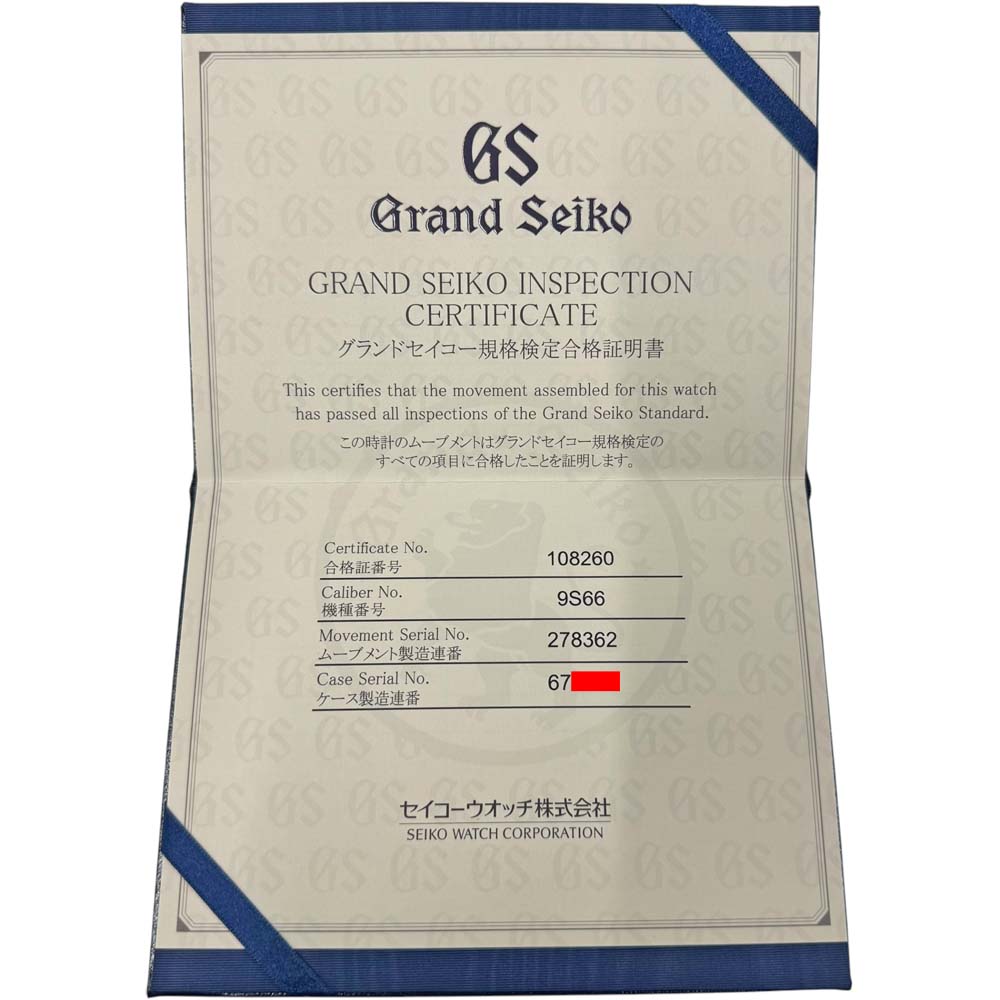 GS
Grand Seiko
GRAND SEIKO INSPECTION
CERTIFICATE
グランドセイコー規格検定合格証明書
This certifies that the movement assembled for this watch
has passed all inspections of the Grand Seiko Standard.
この時計のムーブメントはグランドセイコー規格検定の
すべての項目に合格したことを証明します。
Certificate No.
合格証番号 108260
Caliber No.
機種番号 9S66
Movement Serial No.
ムーブメント製造連番 278362
Case Serial No.
ケース製造連番 67
セイコーウオッチ株式会社
SEIKO WATCH CORPORATION